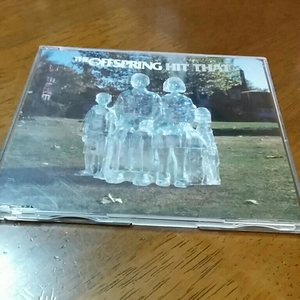 THE OFFSPRING HIT THAT